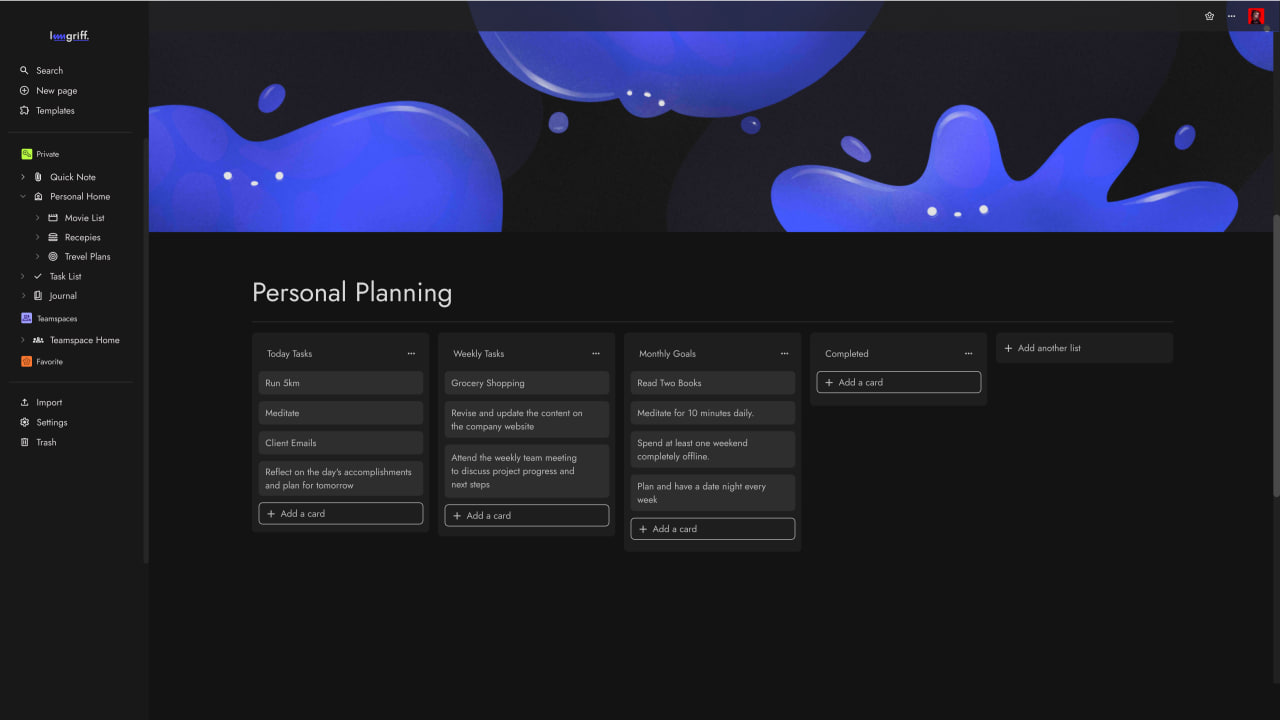 Search
New page
Templates
Private
Quick Note
Personal Home
Movie List
Recepies
Trevel Plans
Task List
Journal
Teamspaces
Teamspace Home
Favorite
Import
Settings
Trash
Personal Planning
Today Tasks
Run 5km
Meditate
Client Emails
Reflect on the day's accomplishments
and plan for tomorrow
+ Add a card
Weekly Tasks
Grocery Shopping
Revise and update the content on
the company website
Attend the weekly team meeting
to discuss project progress and
next steps
+ Add a card
Monthly Goals
Read Two Books
Meditate for 10 minutes daily.
Spend at least one weekend
completely offline.
Plan and have a date night every
week
+ Add a card
Completed
+ Add a card
+ Add another list